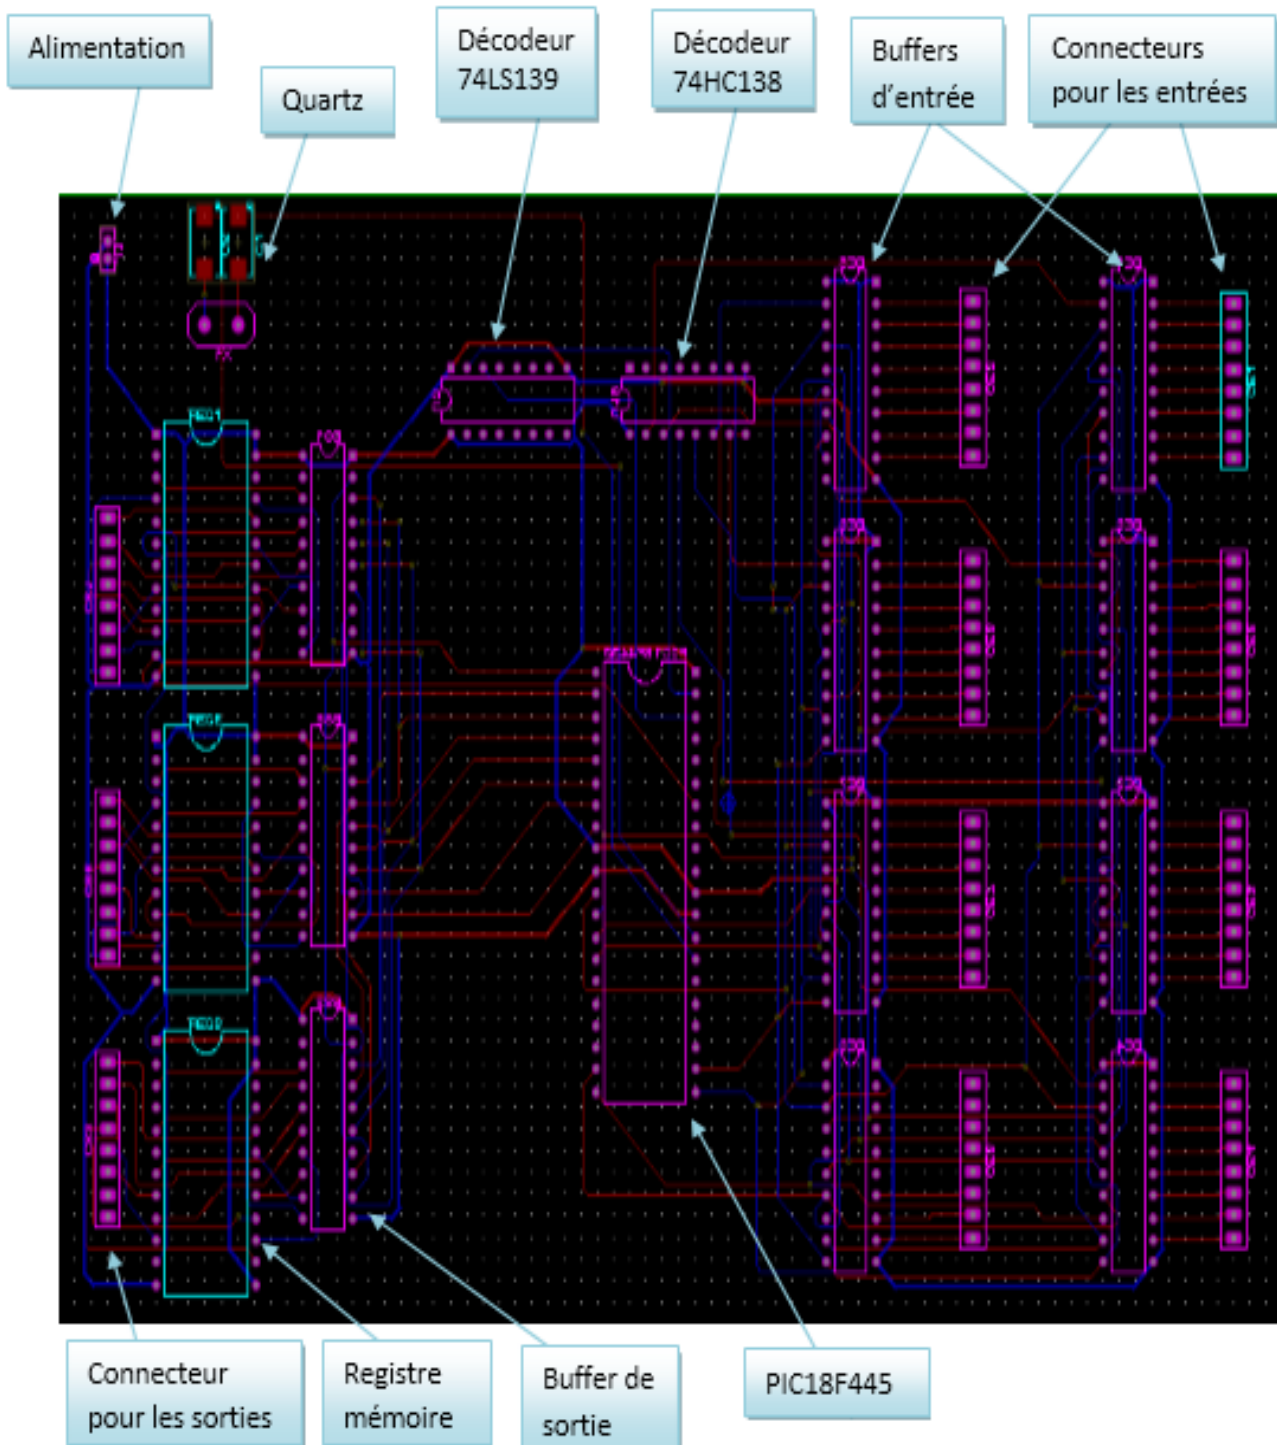 Alimentation
Quartz
Décodeur
74LS139
Décodeur
74HC138
Buffers
d'entrée
Connecteurs
pour les entrées
Connecteur
pour les sorties
Registre
mémoire
Buffer de
sortie
PIC18F445